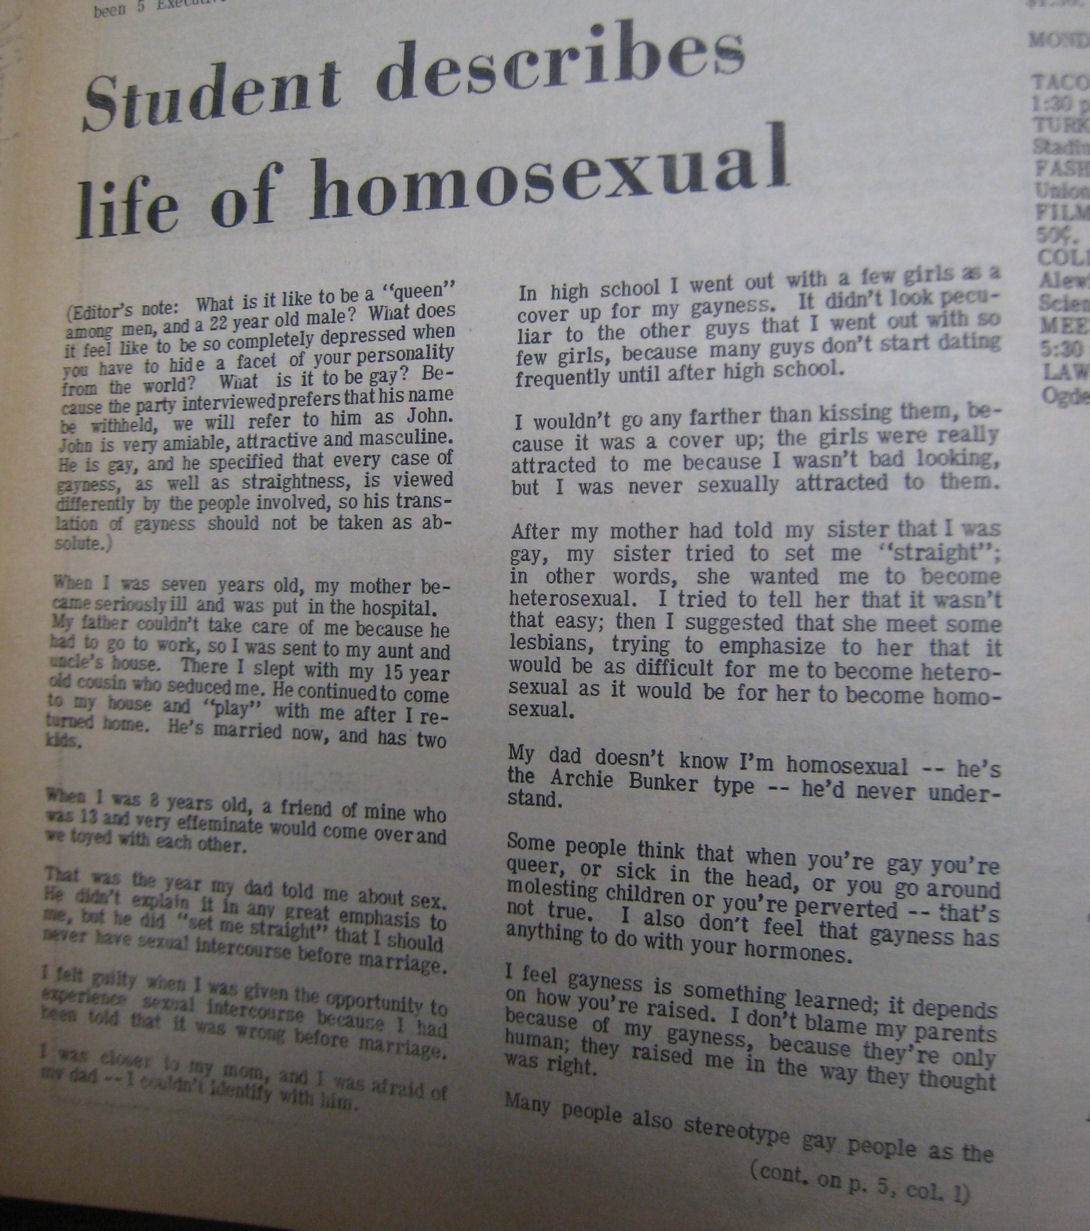 been 5
Student describes
life of homosexual
(Editor's note: What is it like to be a "queen"
among men, and a 22 year old male? What does
it feel like to be so completely depressed when
you have to hide a facet of your personality
from the world? What is it to be gay? Be-
cause the party interviewed prefers that his name
be withheld, we will refer to him as John.
John is very amiable, attractive and masculine.
He is gay, and he specified that every case of
gayness, as well as straightness, is viewed
differently by the people involved, so his trans-
lation of gayness should not be taken as ab-
solute.)
When I was seven years old, my mother be-
came seriously ill and was put in the hospital.
My father couldn't take care of me because he
had to go to work, so I was sent to my aunt and
uncle's house. There I slept with my 15 year
old cousin who seduced me. He continued to come
to my house and "play" with me after I re-
turned home. He's married now, and has two
kids.
When I was 8 years old, a friend of mine who
was 13 and very effeminate would come over and
we toyed with each other.
That was the year my dad told me about sex.
He didn't explain it in any great emphasis to
me, but he did "set me straight" that I should
never have sexual intercourse before marriage.
I felt guilty when I was given the opportunity to
experience sexual intercourse because I had
been told that it was wrong before marriage.
I was closer to my mom, and I was afraid of
my dad -- I couldn't identify with him.
In high school I went out with a few girls as a
cover up for my gayness. It didn't look pecu-
liar to the other guys that I went out with so
few girls, because many guys don't start dating
frequently until after high school.
I wouldn't go any farther than kissing them, be-
cause it was a cover up; the girls were really
attracted to me because I wasn't bad looking,
but I was never sexually attracted to them.
After my mother had told my sister that I was
gay, my sister tried to set me "straight";
in other words, she wanted me to become
heterosexual. I tried to tell her that it wasn't
that easy; then I suggested that she meet some
lesbians, trying to emphasize to her that it
would be as difficult for me to become hetero-
sexual as it would be for her to become homo-
sexual.
My dad doesn't know I'm homosexual -- he's
the Archie Bunker type -- he'd never under-
stand.
Some people think that when you're gay you're
queer, or sick in the head, or you go around
molesting children or you're perverted -- that's
not true. I also don't feel that gayness has
anything to do with your hormones.
I feel gayness is something learned; it depends
on how you're raised. I don't blame my parents
because of my gayness, because they're only
human; they raised me in the way they thought
was right.
Many people also stereotype gay people as the
(cont. on p. 5, col. 1)
MOND
TACO
1:30 p
TURK
Stadiu
FASH
Union
FILM
50¢.
COLL
Alew
Scien
MEE
5:30
LAW
Ogde